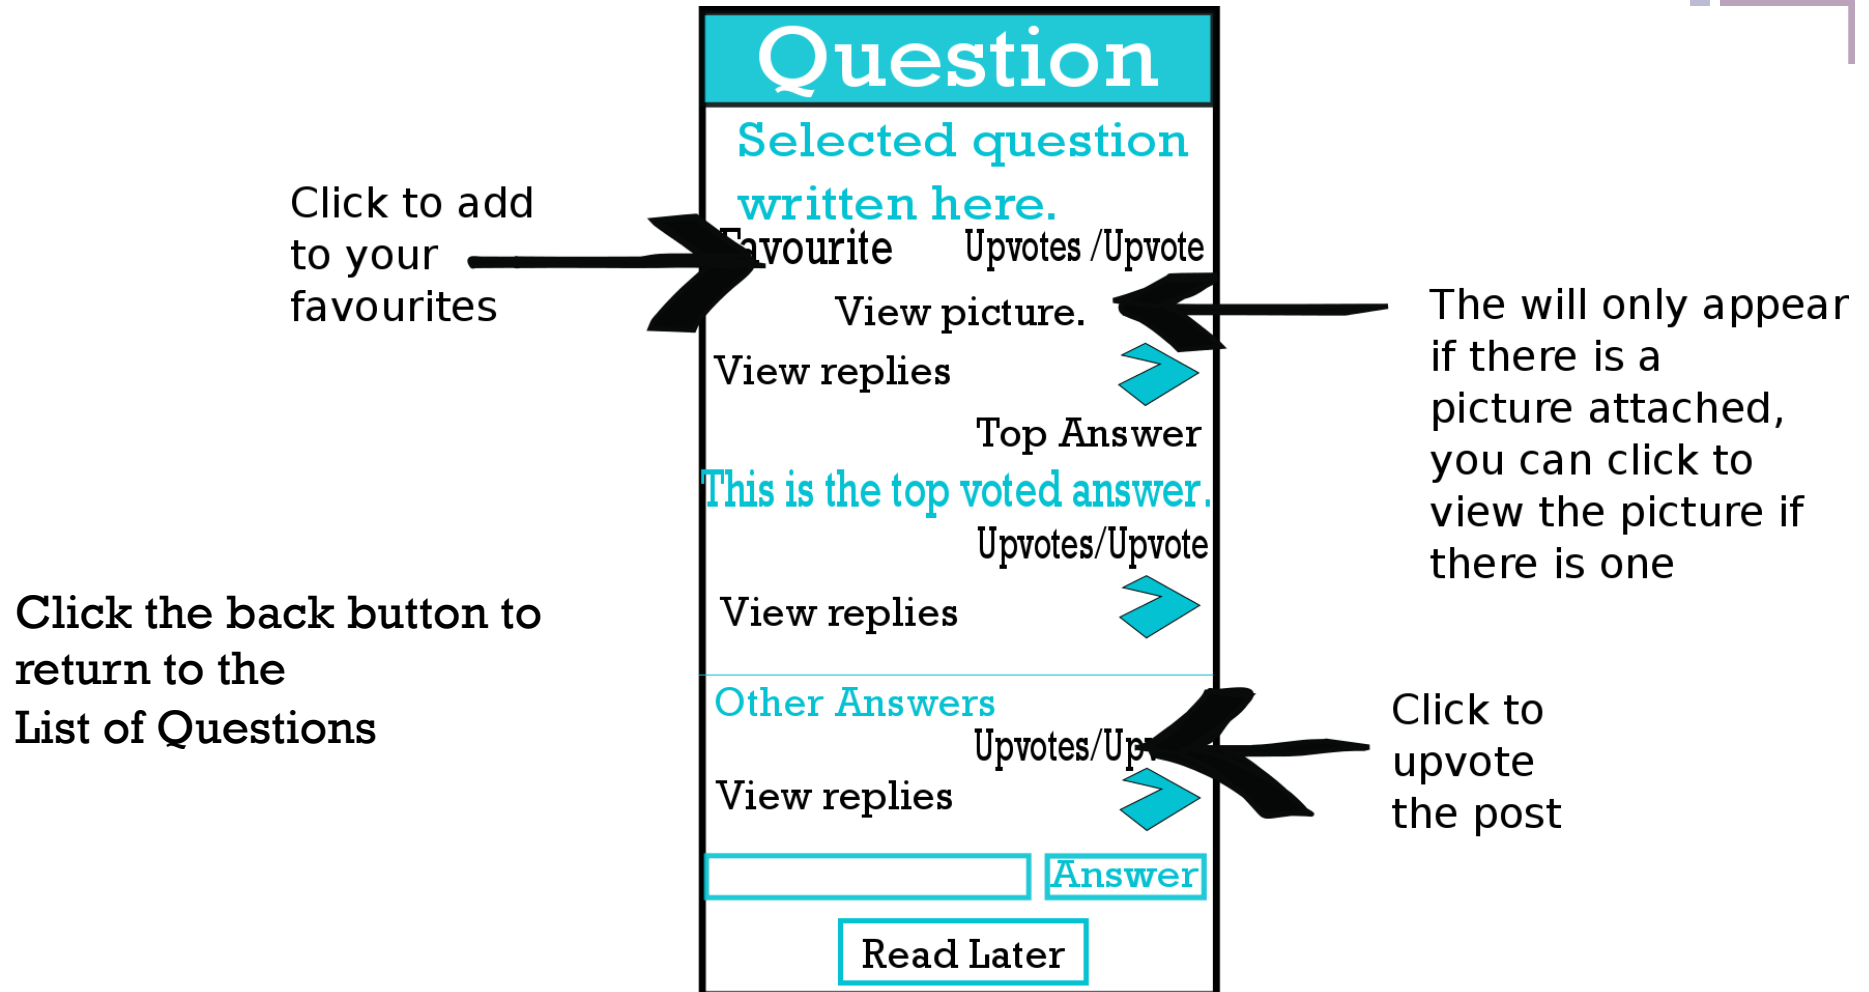 Question
Selected question
written here.
Click to add
to your
favourites
Favourite Upvotes /Upvote
View picture.
The will only appear
if there is a
picture attached,
you can click to
view the picture if
there is one
View replies
Top Answer
This is the top voted answer.
Upvotes/Upvote
View replies
Click the back button to
return to the
List of Questions
Other Answers
Upvotes/Upvote
View replies
Click to
upvote
the post
Answer
Read Later